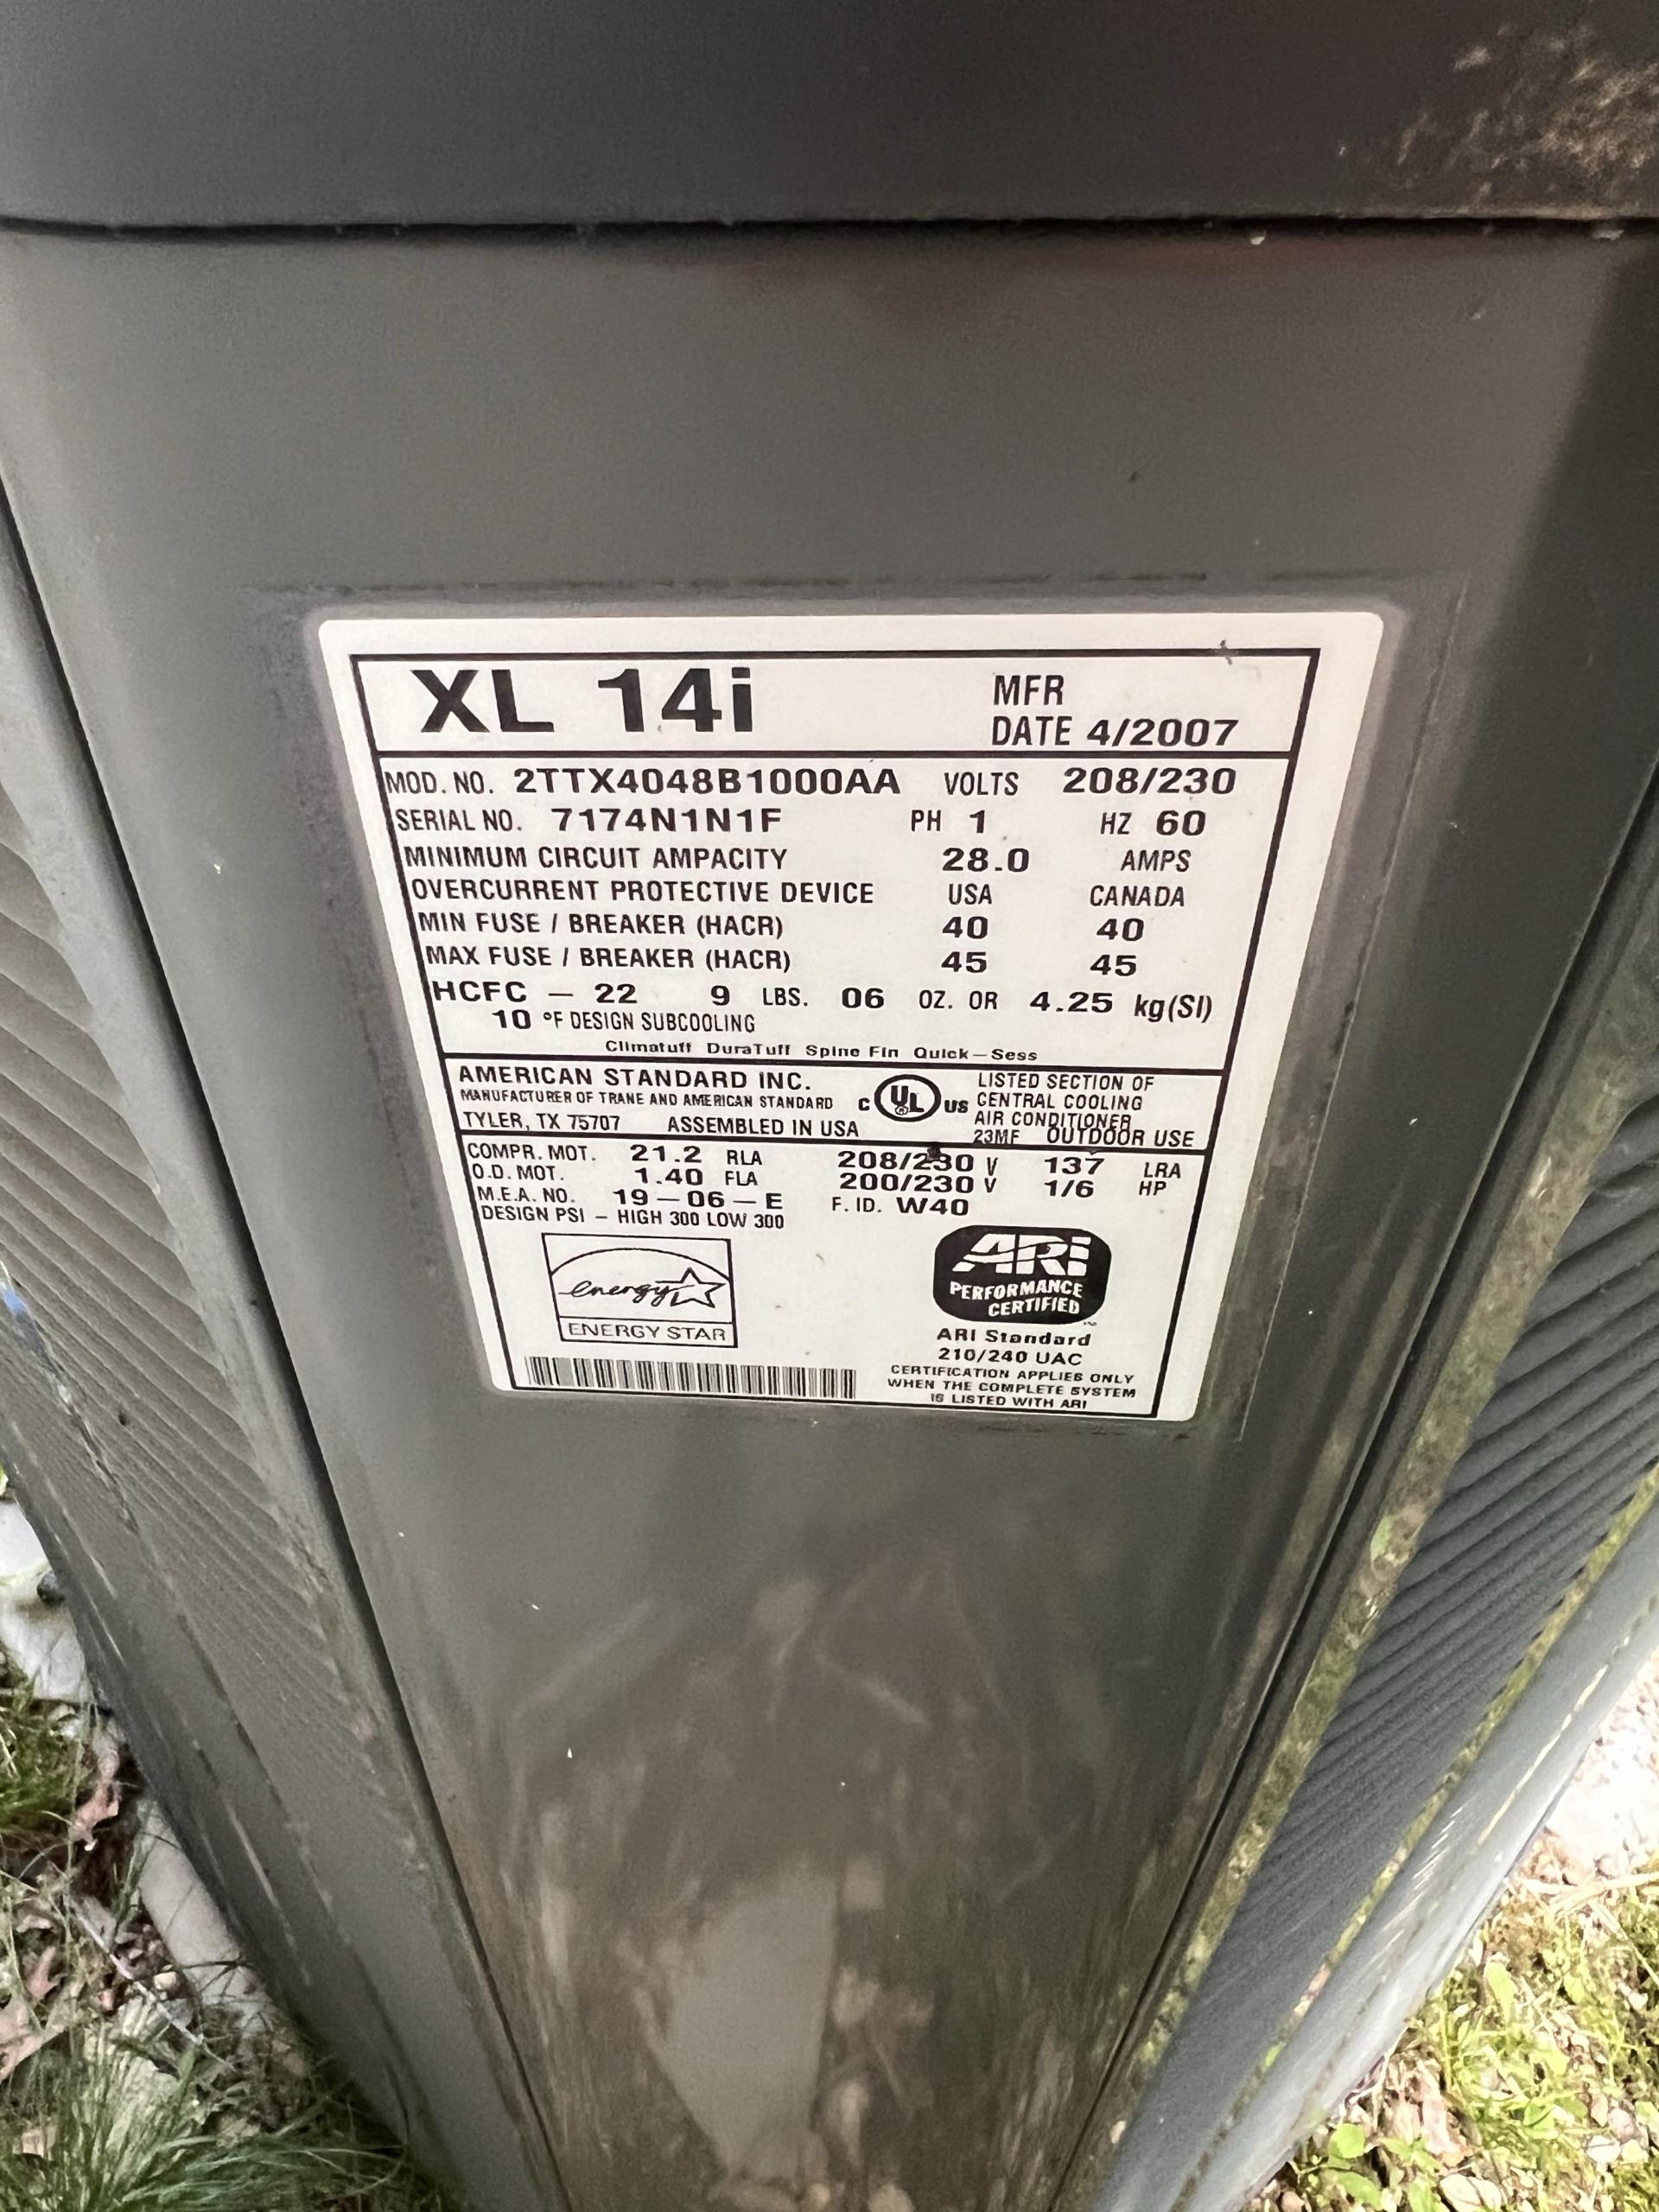 XL 14i
MFR
DATE 4/2007
MOD. NO. 2TTX4048B1000AA VOLTS 208/230
SERIAL NO. 7174N1N1F PH 1 HZ 60
MINIMUM CIRCUIT AMPACITY 28.0 AMPS
OVERCURRENT PROTECTIVE DEVICE USA CANADA
MIN FUSE / BREAKER (HACR) 40 40
MAX FUSE / BREAKER (HACR) 45 45
HCFC – 22 9 LBS. 06 OZ. OR 4.25 kg(SI)
10 °F DESIGN SUBCOOLING
Climatuff DuraTuff Spine Fin Quick–Sess
AMERICAN STANDARD INC.
MANUFACTURER OF TRANE AND AMERICAN STANDARD
TYLER, TX 75707 ASSEMBLED IN USA
C UL ® US
LISTED SECTION OF
CENTRAL COOLING
AIR CONDITIONER
23MF OUTDOOR USE
COMPR. MOT. 21.2 RLA 208/230 V 137 LRA
O.D. MOT. 1.40 FLA 200/230 V 1/6 HP
M.E.A. NO. 19–06–E F. ID. W40
DESIGN PSI – HIGH 300 LOW 300
energy
ENERGY STAR
ARi
PERFORMANCE
CERTIFIED
ARI Standard
210/240 UAC
CERTIFICATION APPLIES ONLY
WHEN THE COMPLETE SYSTEM
IS LISTED WITH ARI